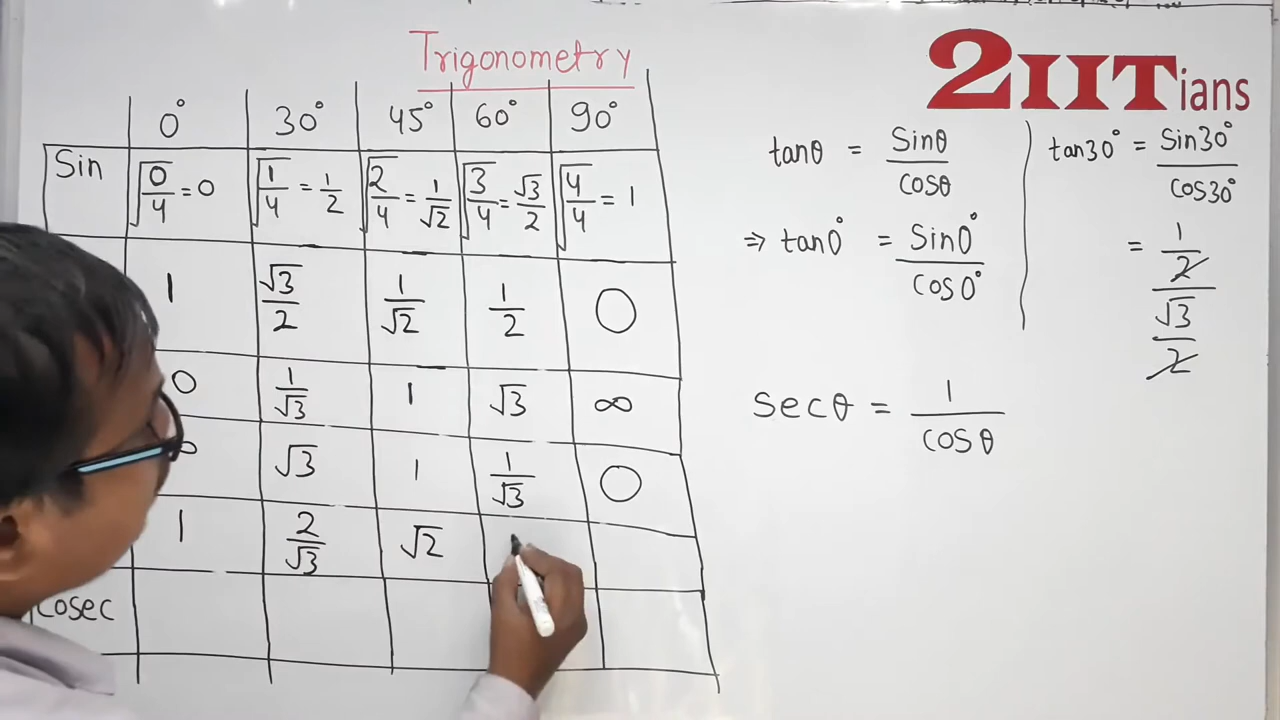 Trigonometry
2IITians
0° 30° 45° 60° 90°
Sin √(0/4) = 0 √(1/4) = 1/2 √(2/4) = 1/√2 √(3/4) = √3/2 √(4/4) = 1
1 √3/2 1/√2 1/2 0
0 1/√3 1 √3 ∞
√3 1 1/√3 0
1 2/√3 √2
Cosec
tanθ = Sinθ/cosθ
⇒ tan0° = Sin0°/cos0°
tan30° = Sin30°/cos30°
= 1/2/√3/2
secθ = 1/cosθ